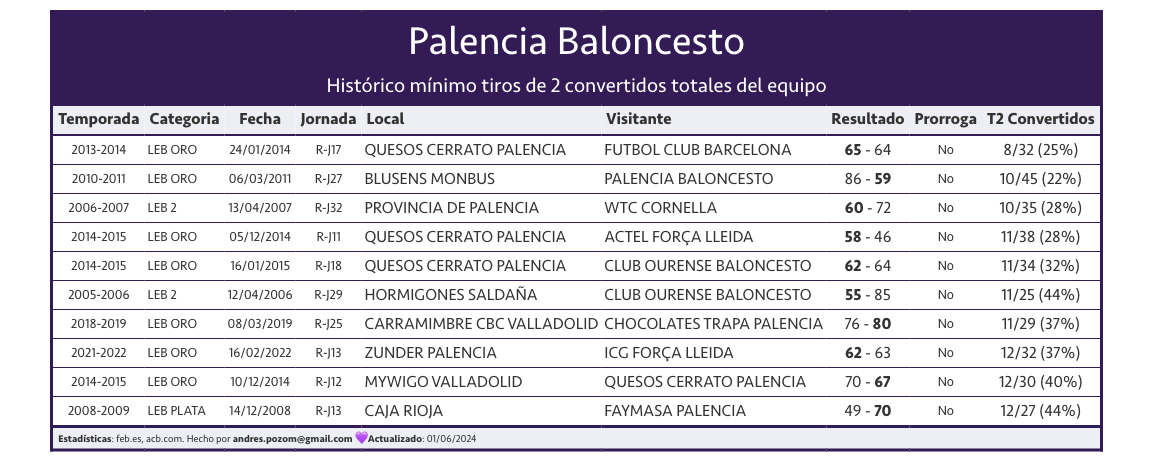 Palencia Baloncesto
Histórico mínimo tiros de 2 convertidos totales del equipo
Temporada Categoria Fecha Jornada Local Visitante Resultado Prorroga T2 Convertidos
2013-2014 LEB ORO 24/01/2014 R-J17 QUESOS CERRATO PALENCIA FUTBOL CLUB BARCELONA 65 - 64 No 8/32 (25%)
2010-2011 LEB ORO 06/03/2011 R-J27 BLUSENS MONBUS PALENCIA BALONCESTO 86 - 59 No 10/45 (22%)
2006-2007 LEB 2 13/04/2007 R-J32 PROVINCIA DE PALENCIA WTC CORNELLA 60 - 72 No 10/35 (28%)
2014-2015 LEB ORO 05/12/2014 R-J11 QUESOS CERRATO PALENCIA ACTEL FORÇA LLEIDA 58 - 46 No 11/38 (28%)
2014-2015 LEB ORO 16/01/2015 R-J18 QUESOS CERRATO PALENCIA CLUB OURENSE BALONCESTO 62 - 64 No 11/34 (32%)
2005-2006 LEB 2 12/04/2006 R-J29 HORMIGONES SALDAÑA CLUB OURENSE BALONCESTO 55 - 85 No 11/25 (44%)
2018-2019 LEB ORO 08/03/2019 R-J25 CARRAMIMBRE CBC VALLADOLID CHOCOLATES TRAPA PALENCIA 76 - 80 No 11/29 (37%)
2021-2022 LEB ORO 16/02/2022 R-J13 ZUNDER PALENCIA ICG FORÇA LLEIDA 62 - 63 No 12/32 (37%)
2014-2015 LEB ORO 10/12/2014 R-J12 MYWIGO VALLADOLID QUESOS CERRATO PALENCIA 70 - 67 No 12/30 (40%)
2008-2009 LEB PLATA 14/12/2008 R-J13 CAJA RIOJA FAYMASA PALENCIA 49 - 70 No 12/27 (44%)
Estadísticas: feb.es, acb.com. Hecho por andres.pozom@gmail.com 💜Actualizado: 01/06/2024